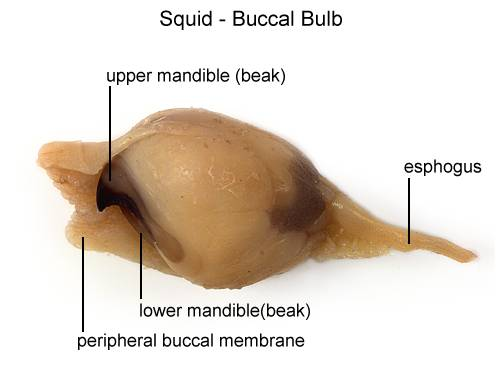 Squid - Buccal Bulb
upper mandible (beak)
esphogus
lower mandible(beak)
peripheral buccal membrane